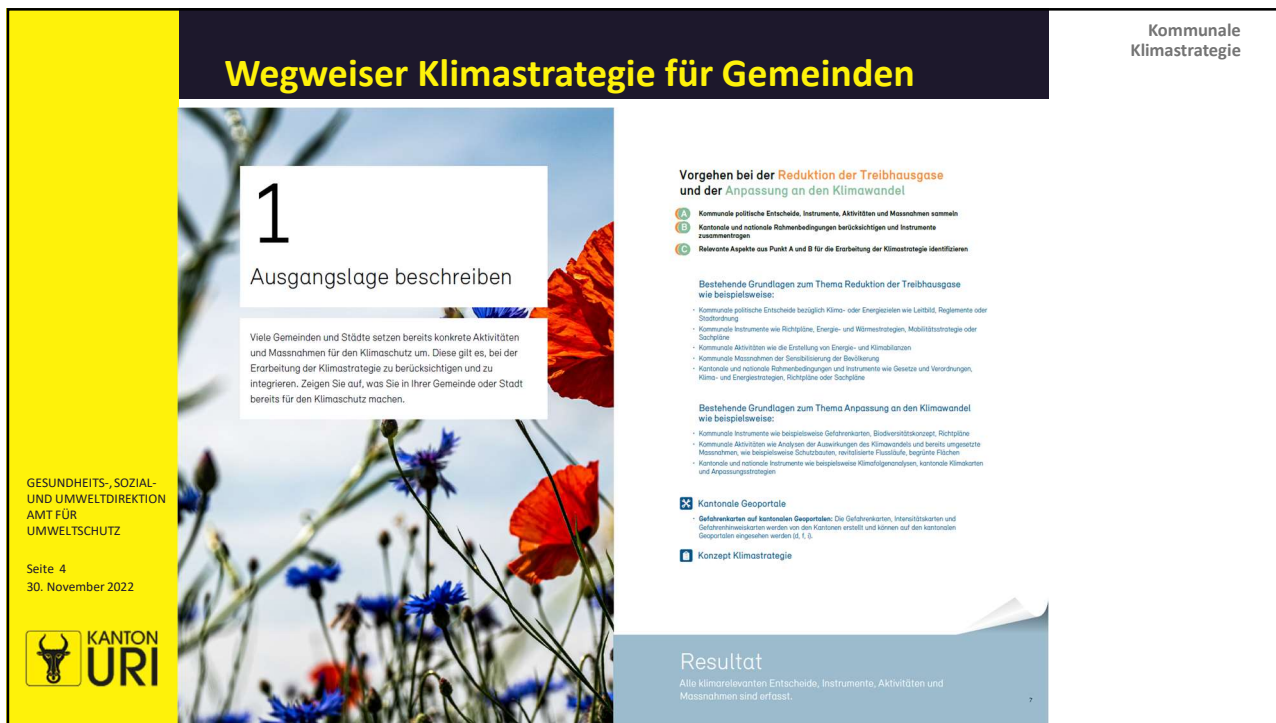 Kommunale
Klimastrategie
Wegweiser Klimastrategie für Gemeinden
1
Ausgangslage beschreiben
Viele Gemeinden und Städte setzen bereits konkrete Aktivitäten
und Massnahmen für den Klimaschutz um. Diese gilt es, bei der
Erarbeitung der Klimastrategie zu berücksichtigen und zu
integrieren. Zeigen Sie auf, was Sie in Ihrer Gemeinde oder Stadt
bereits für den Klimaschutz machen.
Vorgehen bei der Reduktion der Treibhausgase
und der Anpassung an den Klimawandel
A Kommunale politische Entscheide, Instrumente, Aktivitäten und Massnahmen sammeln
B Kantonale und nationale Rahmenbedingungen berücksichtigen und Instrumente
zusammentragen
C Relevante Aspekte aus Punkt A und B für die Erarbeitung der Klimastrategie identifizieren
Bestehende Grundlagen zum Thema Reduktion der Treibhausgase
wie beispielsweise:
• Kommunale politische Entscheide bezüglich Klima- oder Energiezielen wie Leitbild, Reglemente oder
Stadtordnung
• Kommunale Instrumente wie Richtpläne, Energie- und Wärmestrategien, Mobilitätsstrategie oder
Sachpläne
• Kommunale Aktivitäten wie die Erstellung von Energie- und Klimabilanzen
• Kommunale Massnahmen der Sensibilisierung der Bevölkerung
• Kantonale und nationale Rahmenbedingungen und Instrumente wie Gesetze und Verordnungen,
Klima- und Energiestrategien, Richtpläne oder Sachpläne
Bestehende Grundlagen zum Thema Anpassung an den Klimawandel
wie beispielsweise:
• Kommunale Instrumente wie beispielsweise Gefahrenkarten, Biodiversitätskonzept, Richtpläne
• Kommunale Aktivitäten wie Analysen der Auswirkungen des Klimawandels und bereits umgesetzte
Massnahmen, wie beispielsweise Schutzbauten, revitalisierte Flussläufe, begrünte Flächen
• Kantonale und nationale Instrumente wie beispielsweise Klimafolgenanalysen, kantonale Klimakarten
und Anpassungsstrategien
Kantonale Geoportale
• Gefahrenkarten auf kantonalen Geoportalen: Die Gefahrenkarten, Intensitätskarten und
Gefahrenhinweiskarten werden von den Kantonen erstellt und können auf den kantonalen
Geoportalen eingesehen werden (d, f, i).
Konzept Klimastrategie
Resultat
Alle klimarelevanten Entscheide, Instrumente, Aktivitäten und
Massnahmen sind erfasst.
7
GESUNDHEITS-, SOZIAL-
UND UMWELTDIREKTION
AMT FÜR
UMWELTSCHUTZ
Seite 4
30. November 2022
KANTON
URI